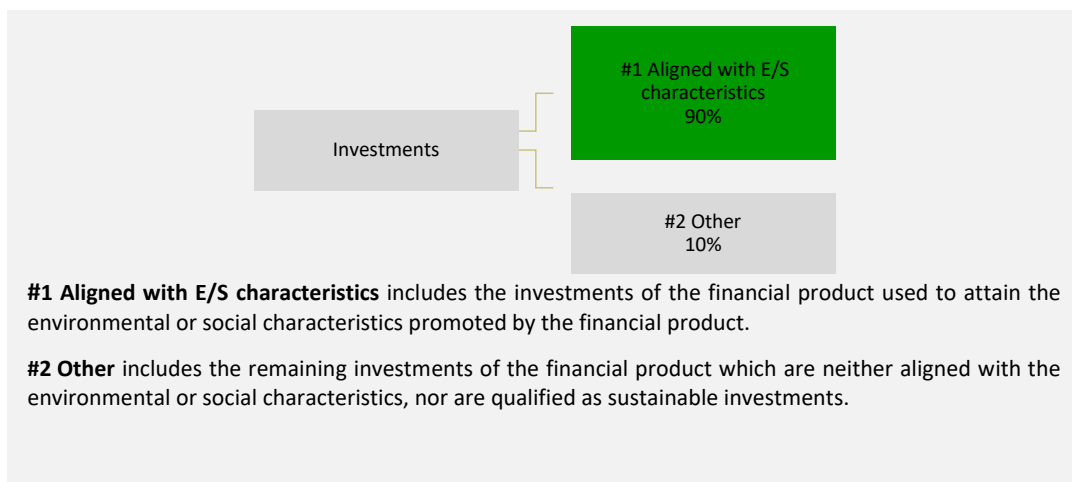 #1 Aligned with E/S
characteristics
90%
Investments
#2 Other
10%
#1 Aligned with E/S characteristics includes the investments of the financial product used to attain the
environmental or social characteristics promoted by the financial product.
#2 Other includes the remaining investments of the financial product which are neither aligned with the
environmental or social characteristics, nor are qualified as sustainable investments.